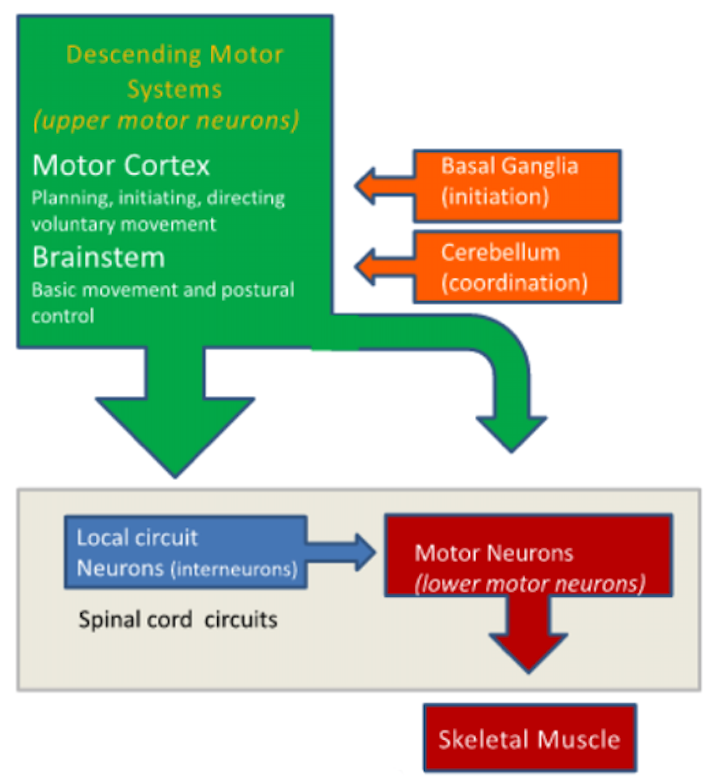 Descending Motor
Systems
(upper motor neurons)
Motor Cortex
Planning, initiating, directing
voluntary movement
Brainstem
Basic movement and postural
control
Basal Ganglia
(initiation)
Cerebellum
(coordination)
Local circuit
Neurons (interneurons)
Motor Neurons
(lower motor neurons)
Spinal cord circuits
Skeletal Muscle